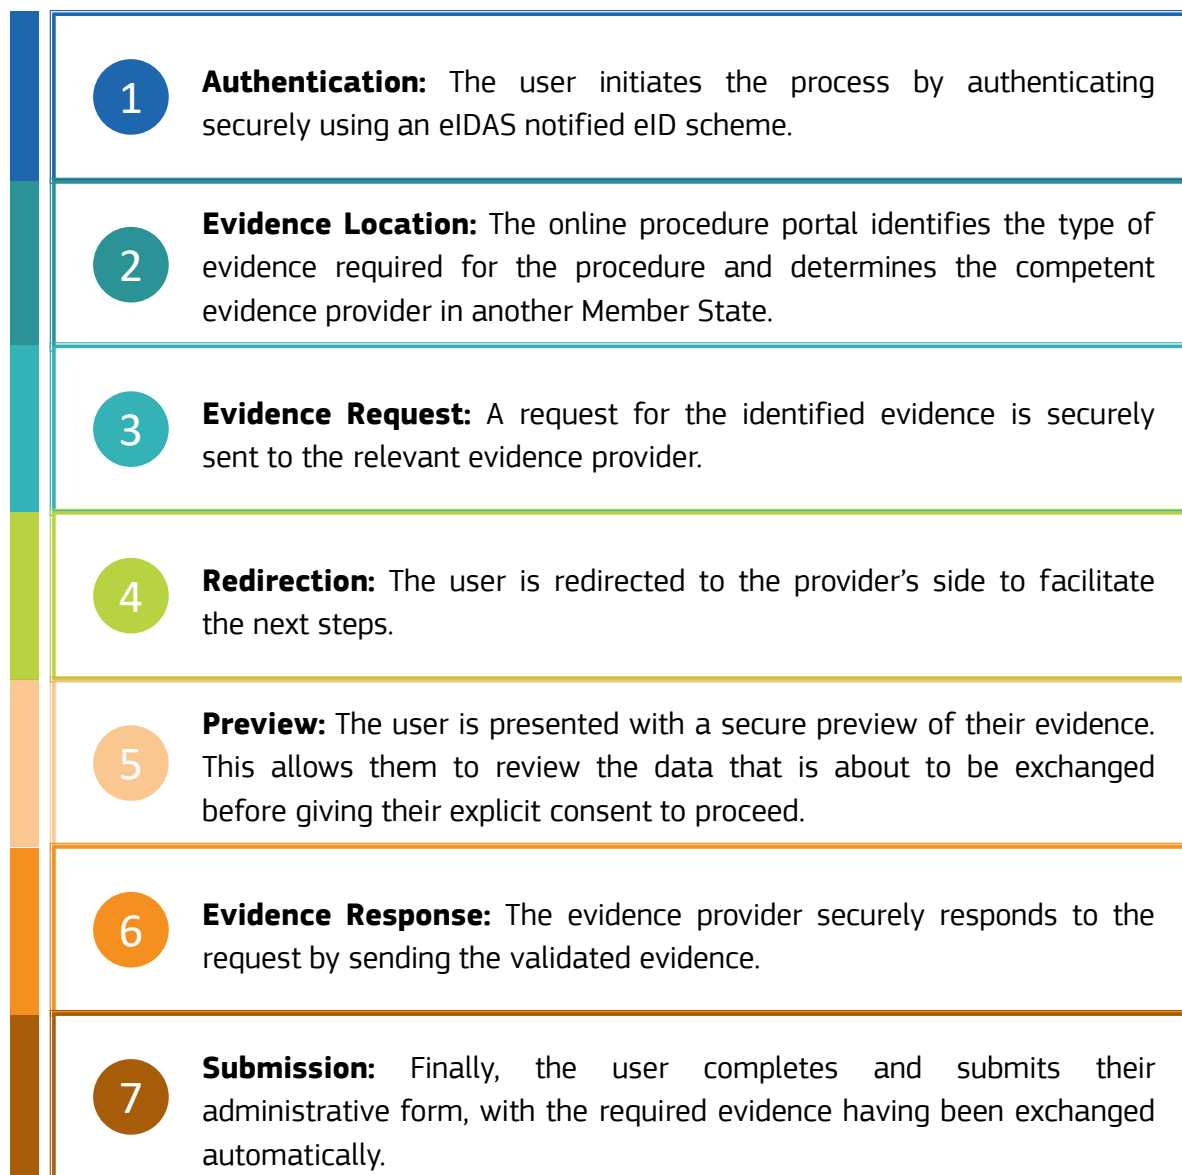 1
Authentication: The user initiates the process by authenticating
securely using an eIDAS notified eID scheme.
2
Evidence Location: The online procedure portal identifies the type of
evidence required for the procedure and determines the competent
evidence provider in another Member State.
3
Evidence Request: A request for the identified evidence is securely
sent to the relevant evidence provider.
4
Redirection: The user is redirected to the provider’s side to facilitate
the next steps.
5
Preview: The user is presented with a secure preview of their evidence.
This allows them to review the data that is about to be exchanged
before giving their explicit consent to proceed.
6
Evidence Response: The evidence provider securely responds to the
request by sending the validated evidence.
7
Submission: Finally, the user completes and submits their
administrative form, with the required evidence having been exchanged
automatically.